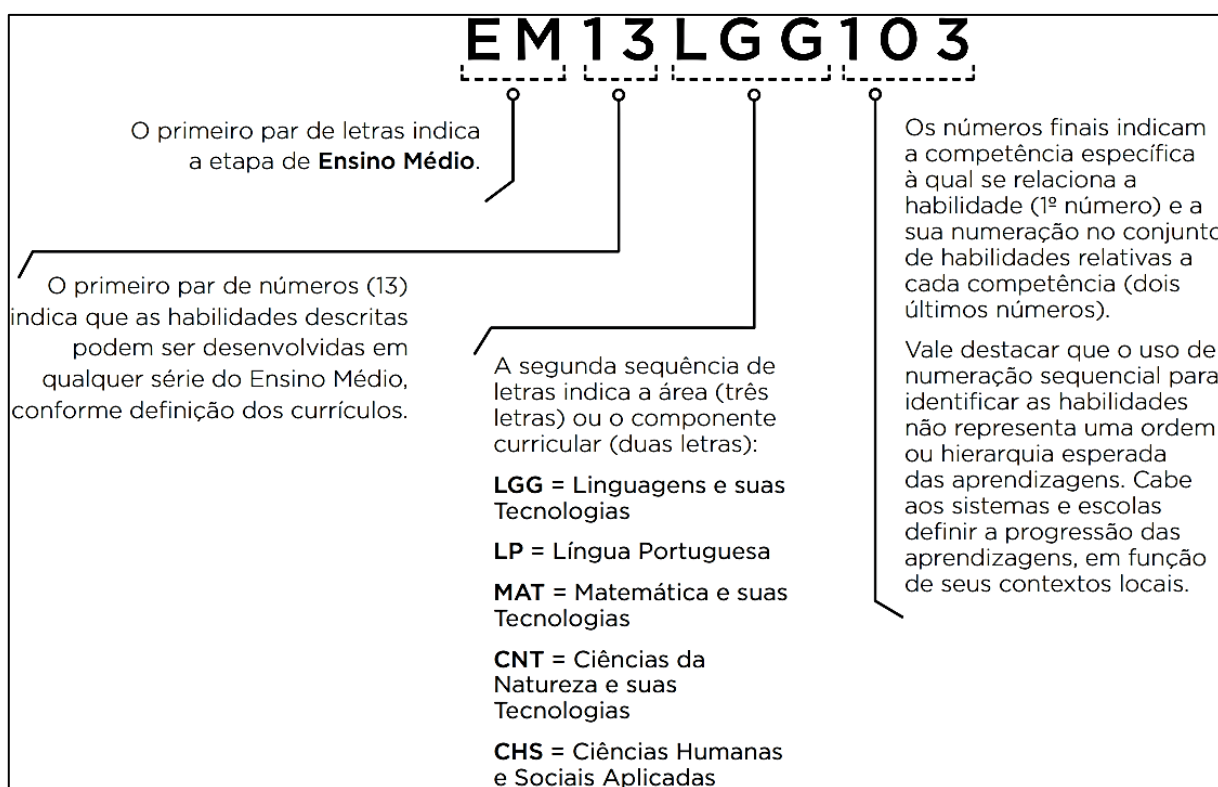 EM13LGG103
O primeiro par de letras indica
a etapa de Ensino Médio.
O primeiro par de números (13)
indica que as habilidades descritas
podem ser desenvolvidas em
qualquer série do Ensino Médio,
conforme definição dos currículos.
A segunda sequência de
letras indica a área (três
letras) ou o componente
curricular (duas letras):
LGG = Linguagens e suas
Tecnologias
LP = Língua Portuguesa
MAT = Matemática e suas
Tecnologias
CNT = Ciências da
Natureza e suas
Tecnologias
CHS = Ciências Humanas
e Sociais Aplicadas
Os números finais indicam
a competência específica
à qual se relaciona a
habilidade (1º número) e a
sua numeração no conjunto
de habilidades relativas a
cada competência (dois
últimos números).
Vale destacar que o uso de
numeração sequencial para
identificar as habilidades
não representa uma ordem
ou hierarquia esperada
das aprendizagens. Cabe
aos sistemas e escolas
definir a progressão das
aprendizagens, em função
de seus contextos locais.